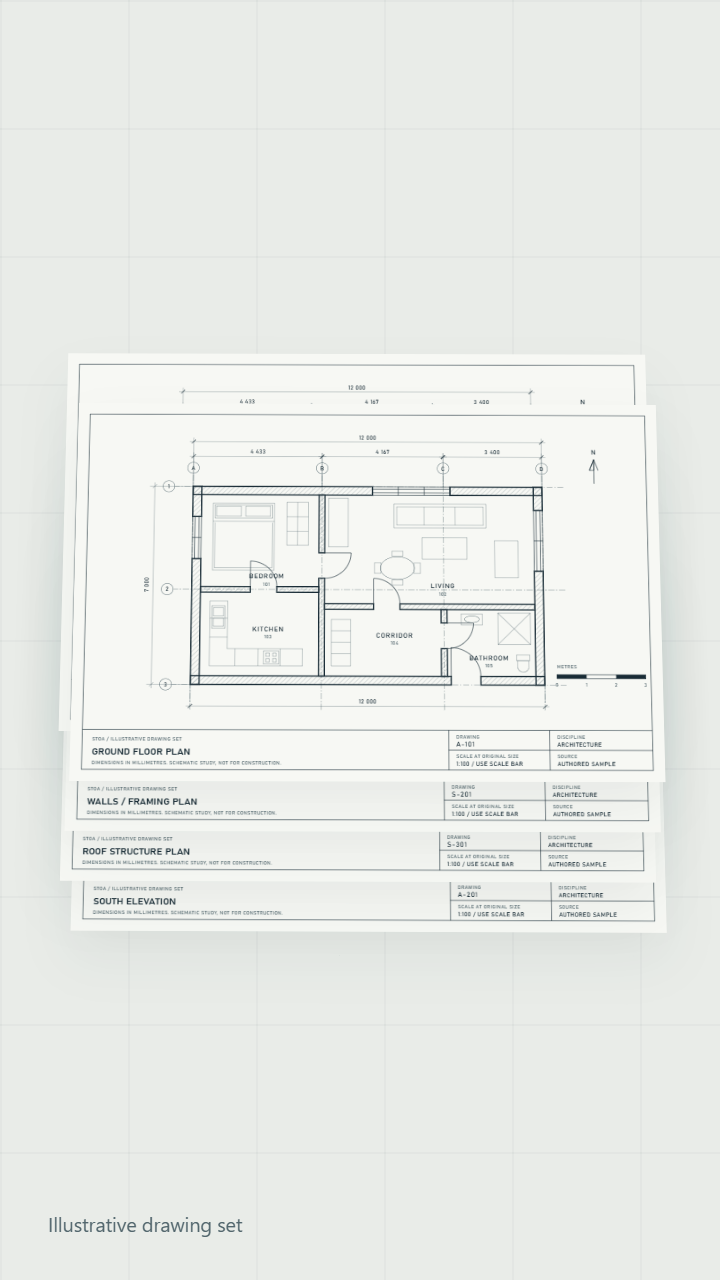 12 000
4 433
4 167
3 400
N
12 000
4 433
4 167
3 400
N
A
B
C
D
1
7 000
2
BEDROOM
101
LIVING
KITCHEN
103
CORRIDOR
104
BATHROOM
105
METRES
0 1 2 3
3
12 000
STOA / ILLUSTRATIVE DRAWING SET
GROUND FLOOR PLAN
DIMENSIONS IN MILLIMETRES. SCHEMATIC STUDY, NOT FOR CONSTRUCTION.
DRAWING
A-101
SCALE AT ORIGINAL SIZE
1:100 / USE SCALE BAR
DISCIPLINE
ARCHITECTURE
SOURCE
AUTHORED SAMPLE
STOA / ILLUSTRATIVE DRAWING SET
WALLS / FRAMING PLAN
DIMENSIONS IN MILLIMETRES. SCHEMATIC STUDY, NOT FOR CONSTRUCTION.
DRAWING
S-201
SCALE AT ORIGINAL SIZE
1:100 / USE SCALE BAR
DISCIPLINE
ARCHITECTURE
SOURCE
AUTHORED SAMPLE
STOA / ILLUSTRATIVE DRAWING SET
ROOF STRUCTURE PLAN
DIMENSIONS IN MILLIMETRES. SCHEMATIC STUDY, NOT FOR CONSTRUCTION.
DRAWING
S-301
SCALE AT ORIGINAL SIZE
1:100 / USE SCALE BAR
DISCIPLINE
ARCHITECTURE
SOURCE
AUTHORED SAMPLE
STOA / ILLUSTRATIVE DRAWING SET
SOUTH ELEVATION
DIMENSIONS IN MILLIMETRES. SCHEMATIC STUDY, NOT FOR CONSTRUCTION.
DRAWING
A-201
SCALE AT ORIGINAL SIZE
1:100 / USE SCALE BAR
DISCIPLINE
ARCHITECTURE
SOURCE
AUTHORED SAMPLE
Illustrative drawing set